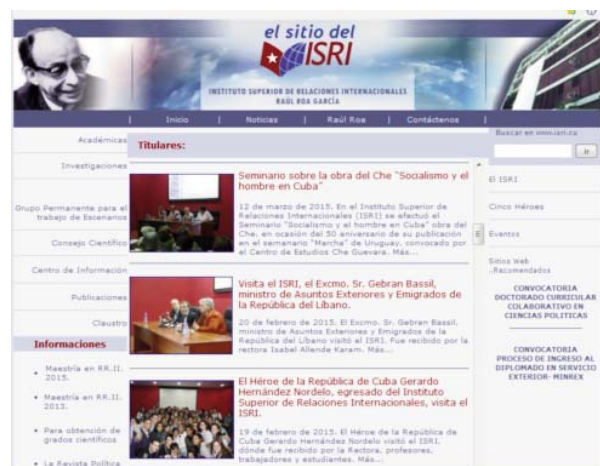 el sitio del
ISRI
INSTITUTO SUPERIOR DE RELACIONES INTERNACIONALES
RAÚL ROA GARCÍA
| Inicio | Noticias | Raúl Roa | Contáctenos |
Académicas
Investigaciones
Grupo Permanente para el
trabajo de Escenarios
Consejo Científico
Centro de Información
Publicaciones
Claustro
Informaciones
• Maestría en RR.II.
2015.
• Maestría en RR.II.
2013.
• Para obtención de
grados científicos
• La Revista Política
Titulares:
Seminario sobre la obra del Che "Socialismo y el
hombre en Cuba"
12 de marzo de 2015. En el Instituto Superior de
Relaciones Internacionales (ISRI) se efectuó el
Seminario "Socialismo y el hombre en Cuba" obra del
Che, en ocasión del 50 aniversario de su publicación
en el semanario "Marcha" de Uruguay, convocado por
el Centro de Estudios Che Guevara. Más...
Visita el ISRI, el Excmo. Sr. Gebran Bassil,
ministro de Asuntos Exteriores y Emigrados de
la República del Líbano.
20 de febrero de 2015. El Excmo. Sr. Gebran Bassil,
ministro de Asuntos Exteriores y Emigrados de la
República del Líbano visitó el ISRI. Fue recibido por la
rectora Isabel Allende Karam. Más...
El Héroe de la República de Cuba Gerardo
Hernández Nordelo, egresado del Instituto
Superior de Relaciones Internacionales, visita el
ISRI.
19 de febrero de 2015. El Héroe de la República de
Cuba Gerardo Hernández Nordelo visitó el ISRI,
dónde fue recibido por la Rectora, profesores,
trabajadores y estudiantes. Más...
Buscar en www.isri.cu
Ir
El ISRI
Cinco Héroes
Eventos
Sitios Web
..Recomendados
CONVOCATORIA
DOCTORADO CURRICULAR
COLABORATIVO EN
CIENCIAS POLITICAS
CONVOCATORIA
PROCESO DE INGRESO AL
DIPLOMADO EN SERVICIO
EXTERIOR- MINREX